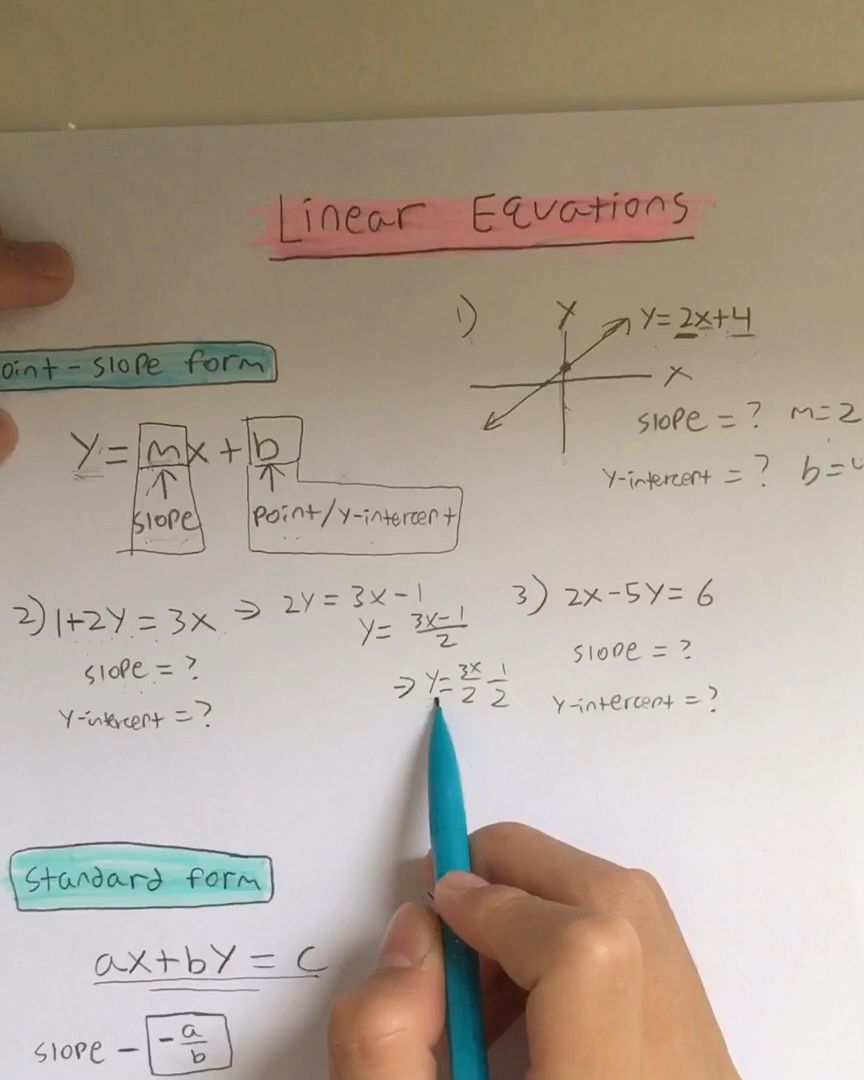 Linear Equations
oint-slope form
y = mx + b
slope
point/y-intercept
1)
y
x
y = 2x+4
slope = ? m=2
y-intercept = ? b=
2) 1+2y = 3x → 2y = 3x-1
y = 3x-1/2
→ y = 3x/2 - 1/2
slope = ?
y-intercept = ?
3) 2x-5y = 6
slope = ?
y-intercept = ?
Standard form
ax+by = c
slope - -a/b